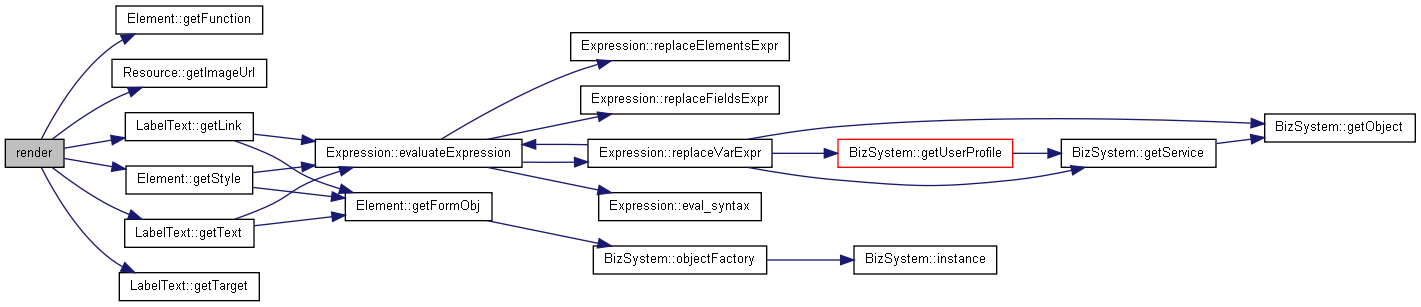 Element::getFunction
Resource::getImageUrl
LabelText::getLink
render
Element::getStyle
LabelText::getText
LabelText::getTarget
Expression::evaluateExpression
Element::getFormObj
Expression::replaceElementsExpr
Expression::replaceFieldsExpr
Expression::replaceVarExpr
Expression::eval_syntax
BizSystem::objectFactory
BizSystem::getUserProfile
BizSystem::instance
BizSystem::getService
BizSystem::getObject